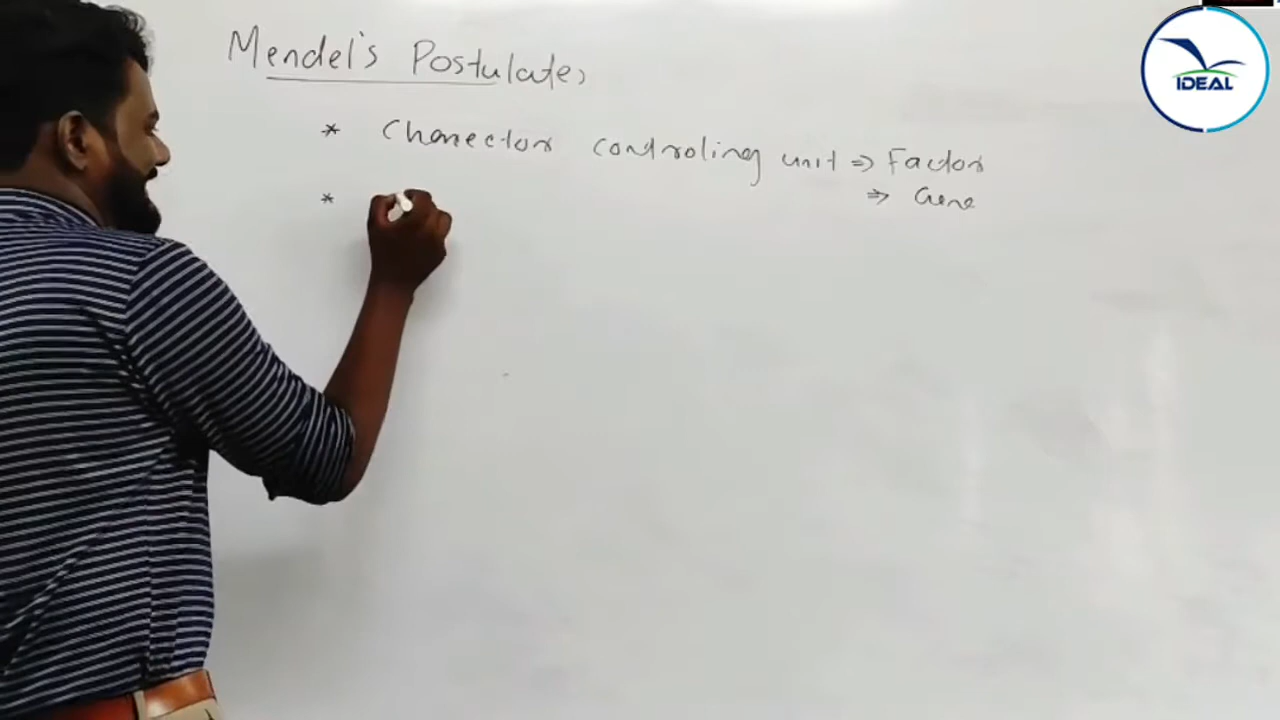 Mendel's Postulates
* Charector controling unit ⇒ Factor
⇒ Gene
*
IDEAL